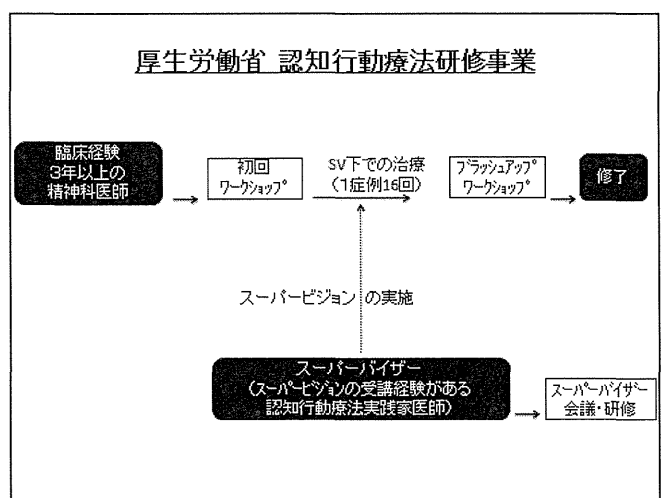 厚生労働省 認知行動療法研修事業
臨床経験
3年以上の
精神科医師
初回
ワークショップ
SV下での治療
(1症例16回)
ブラッシュアップ
ワークショップ
修了
スーパービジョン の実施
スーパーバイザー
(スーパービジョンの受講経験がある
認知行動療法実践家医師)
スーパーバイザー
会議・研修